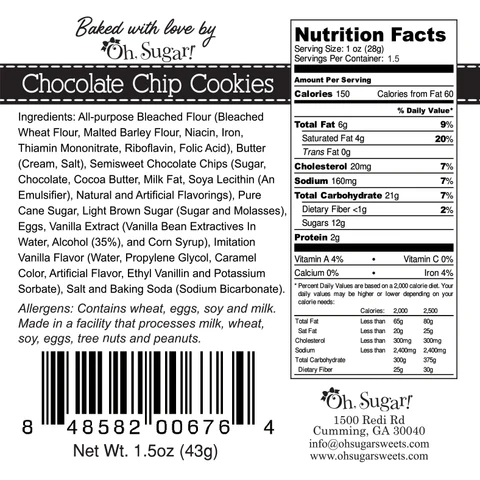 Baked with love by
Oh, Sugar!
Chocolate Chip Cookies
Ingredients: All-purpose Bleached Flour (Bleached
Wheat Flour, Malted Barley Flour, Niacin, Iron,
Thiamin Mononitrate, Riboflavin, Folic Acid), Butter
(Cream, Salt), Semisweet Chocolate Chips (Sugar,
Chocolate, Cocoa Butter, Milk Fat, Soya Lecithin (An
Emulsifier), Natural and Artificial Flavorings), Pure
Cane Sugar, Light Brown Sugar (Sugar and Molasses),
Eggs, Vanilla Extract (Vanilla Bean Extractives In
Water, Alcohol (35%), and Corn Syrup), Imitation
Vanilla Flavor (Water, Propylene Glycol, Caramel
Color, Artificial Flavor, Ethyl Vanillin and Potassium
Sorbate), Salt and Baking Soda (Sodium Bicarbonate).
Allergens: Contains wheat, eggs, soy and milk.
Made in a facility that processes milk, wheat,
soy, eggs, tree nuts and peanuts.
8 48582 00676 4
Net Wt. 1.5oz (43g)
Nutrition Facts
Serving Size: 1 oz (28g)
Servings Per Container: 1.5
Amount Per Serving
Calories 150 Calories from Fat 60
% Daily Value*
Total Fat 6g 9%
Saturated Fat 4g 20%
Trans Fat 0g
Cholesterol 20mg 7%
Sodium 160mg 7%
Total Carbohydrate 21g 7%
Dietary Fiber <1g 2%
Sugars 12g
Protein 2g
Vitamin A 4% • Vitamin C 0%
Calcium 0% • Iron 4%
* Percent Daily Values are based on a 2,000 calorie diet. Your
daily values may be higher or lower depending on your
calorie needs:
Calories: 2,000 2,500
Total Fat Less than 65g 80g
Sat Fat Less than 20g 25g
Cholesterol Less than 300mg 300mg
Sodium Less than 2,400mg 2,400mg
Total Carbohydrate 300g 375g
Dietary Fiber 25g 30g
Oh, Sugar!
1500 Redi Rd
Cumming, GA 30040
info@ohsugarsweets.com
www.ohsugarsweets.com